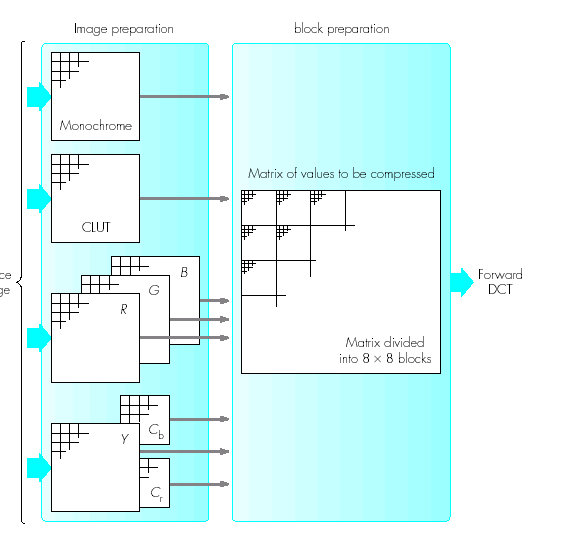 Image preparation
block preparation
Monochrome
Matrix of values to be compressed
CLUT
B
G
R
Forward
DCT
Matrix divided
into 8 × 8 blocks
Cb
Y
Cr